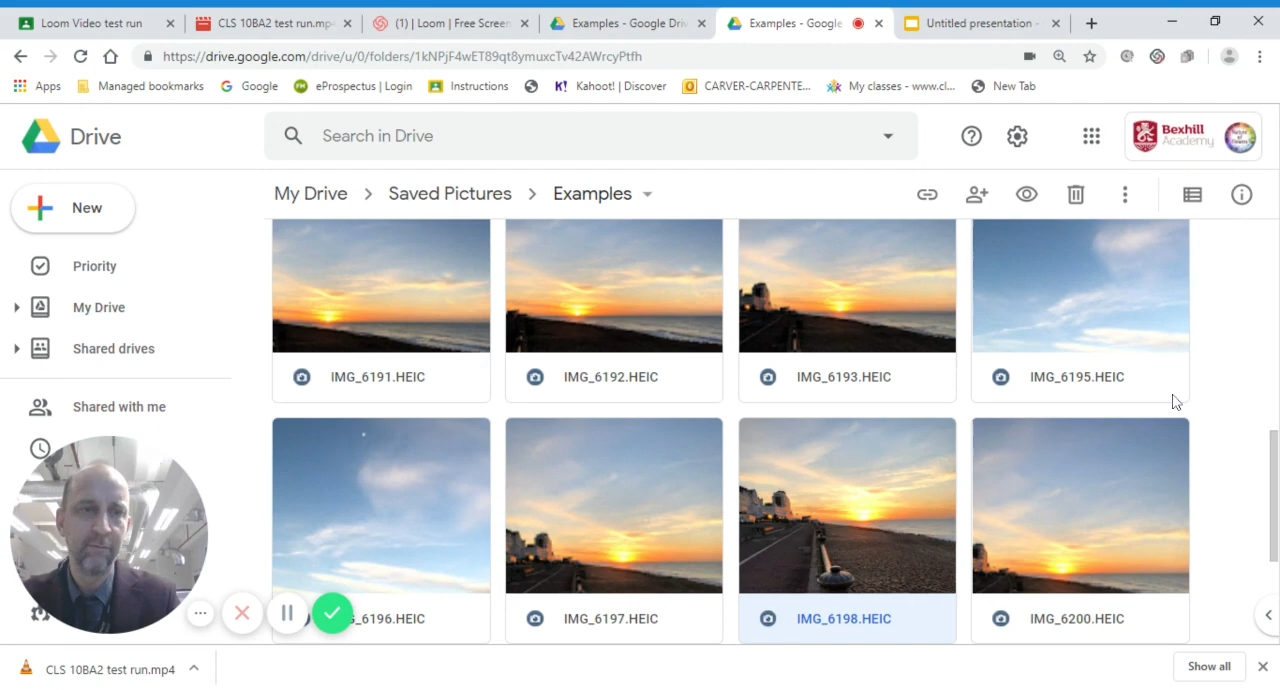 Loom Video test run
CLS 10BA2 test run.mp4
(1) | Loom | Free Screen
Examples - Google Driv
Examples - Google
Untitled presentation -
https://drive.google.com/drive/u/0/folders/1kNPjF4wET89qt8ymuxcTv42AWrcyPtfh
Apps
Managed bookmarks
Google
eProspectus | Login
Instructions
Kahoot! | Discover
CARVER-CARPENTE...
My classes - www.cl...
New Tab
Drive
Search in Drive
Bexhill
Academy
New
My Drive > Saved Pictures > Examples
Priority
My Drive
Shared drives
Shared with me
IMG_6191.HEIC
IMG_6192.HEIC
IMG_6193.HEIC
IMG_6195.HEIC
_6196.HEIC
IMG_6197.HEIC
IMG_6198.HEIC
IMG_6200.HEIC
CLS 10BA2 test run.mp4
Show all